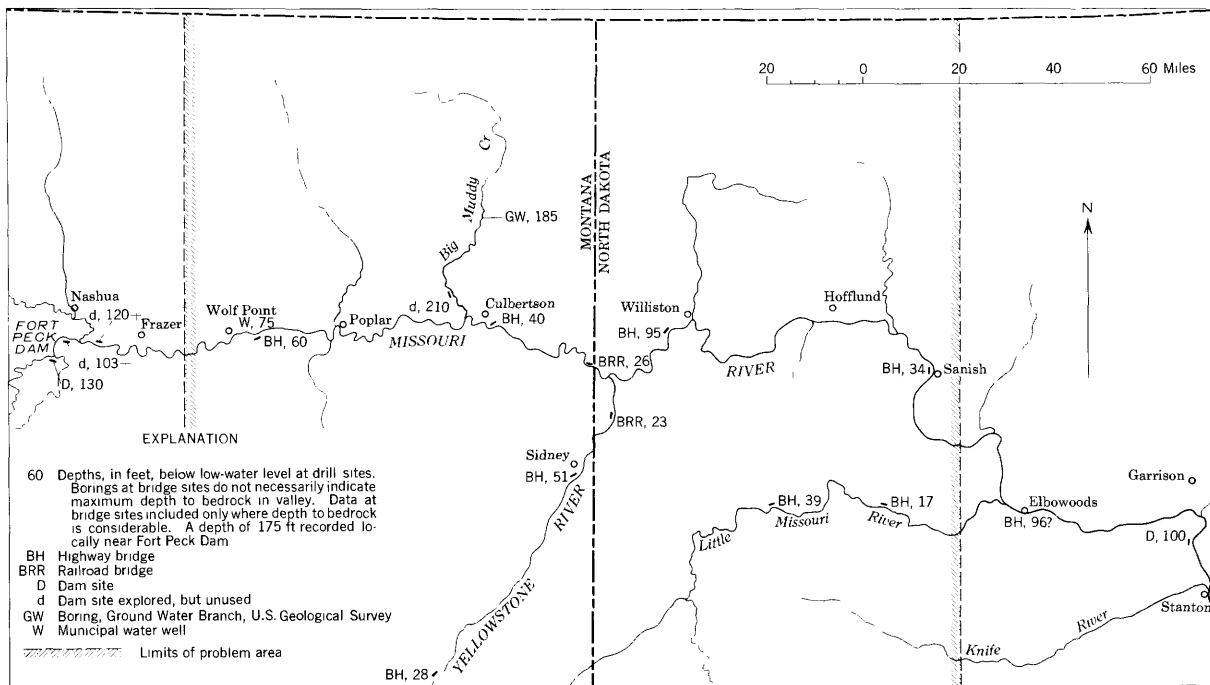 20 0 20 40 60 Miles
MONTANA
NORTH DAKOTA
N
Big Muddy Cr
GW, 185
Nashua
d, 120+
Frazer
FORT
PECK
DAM
d, 103+
D, 130
Wolf Point
W, 75
BH, 60
Poplar
d, 210
MISSOURI
Culbertson
BH, 40
Williston
BH, 95
BRR, 26
RIVER
Hofflund
BH, 34
Sanish
BRR, 23
Sidney
BH, 51
YELLOWSTONE RIVER
BH, 28
Little Missouri River
BH, 39
BH, 17
Elbowoods
BH, 96?
Garrison
D, 100
Stanton
Knife River
EXPLANATION
60 Depths, in feet, below low-water level at drill sites.
Borings at bridge sites do not necessarily indicate
maximum depth to bedrock in valley. Data at
bridge sites included only where depth to bedrock
is considerable. A depth of 175 ft recorded lo-
cally near Fort Peck Dam
BH Highway bridge
BRR Railroad bridge
D Dam site
d Dam site explored, but unused
GW Boring, Ground Water Branch, U.S. Geological Survey
W Municipal water well
Limits of problem area